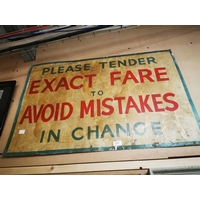 PLEASE TENDER
EXACT FARE
TO
AVOID MISTAKES
IN CHANGE